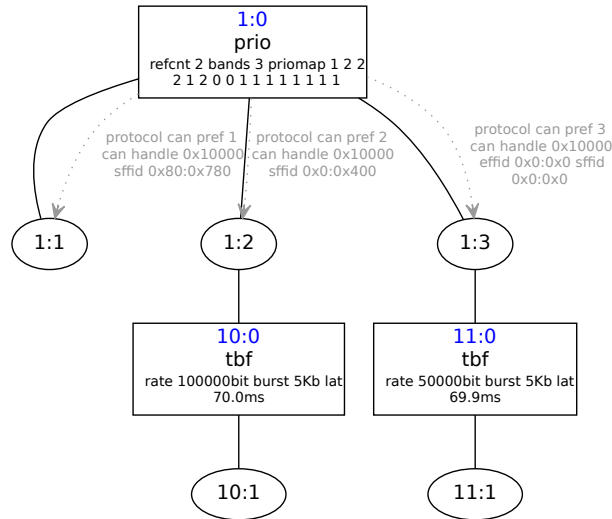 1:0
prio
refcnt 2 bands 3 priomap 1 2 2
2 1 2 0 0 1 1 1 1 1 1 1 1
protocol can pref 1
can handle 0x10000
sffid 0x80:0x780
protocol can pref 2
can handle 0x10000
sffid 0x0:0x400
protocol can pref 3
can handle 0x10000
effid 0x0:0x0 sffid
0x0:0x0
1:1
1:2
1:3
10:0
tbf
rate 100000bit burst 5Kb lat
70.0ms
11:0
tbf
rate 50000bit burst 5Kb lat
69.9ms
10:1
11:1